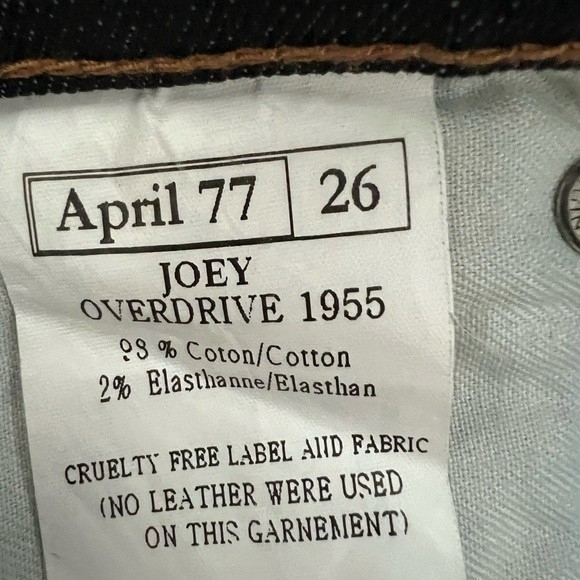 April 77 26
JOEY
OVERDRIVE 1955
98 % Coton/Cotton
2% Elasthanne/Elasthan
CRUELTY FREE LABEL AND FABRIC
(NO LEATHER WERE USED
ON THIS GARNEMENT)